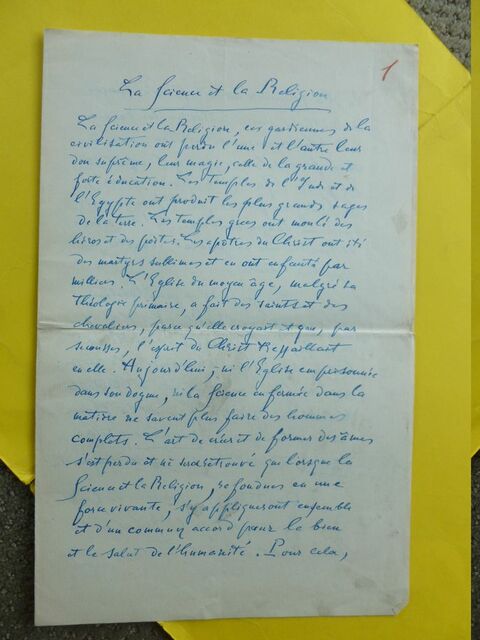 1
La Science et la Religion
La Science et la Religion, ces gardiennes de la
civilisation ont perdu l'une et l'autre leur
don suprême, leur magie, celle de la grande et
forte éducation. Les temples de l'Inde et de
l'Égypte ont produit les plus grands sages
de la terre. Les temples grecs ont moulé des
héros et des poètes. Les apôtres du Christ ont été
des martyrs sublimes et en ont enfanté par
milliers. L'Eglise du moyen âge, malgré sa
théologie primaire, a fait des saints et des
chevaliers, parce qu'elle croyait et que, par
secousses, l'esprit du Christ tressaillait
en elle. Aujourd'hui, ni l'Eglise emprisonnée
dans son dogme, ni la science enfermée dans la
matière ne savent plus faire des hommes
complets. L'art de créer et de former des âmes
s'est perdu et ne sera retrouvé que lorsque la
Science et la Religion, refondues en une
force vivante, s'y appliqueront ensemble
et d'un commun accord pour le bien
et le salut de l'humanité. Pour cela,